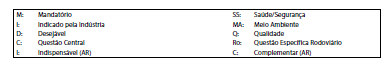 M: Mandatório SS: Saúde/Segurança
I: Indicado pela Indústria MA: Meio Ambiente
D: Desejável Q: Qualidade
C: Questão Central Ro: Questão Específica Rodoviário
I: Indispensável (AR) C: Complementar (AR)